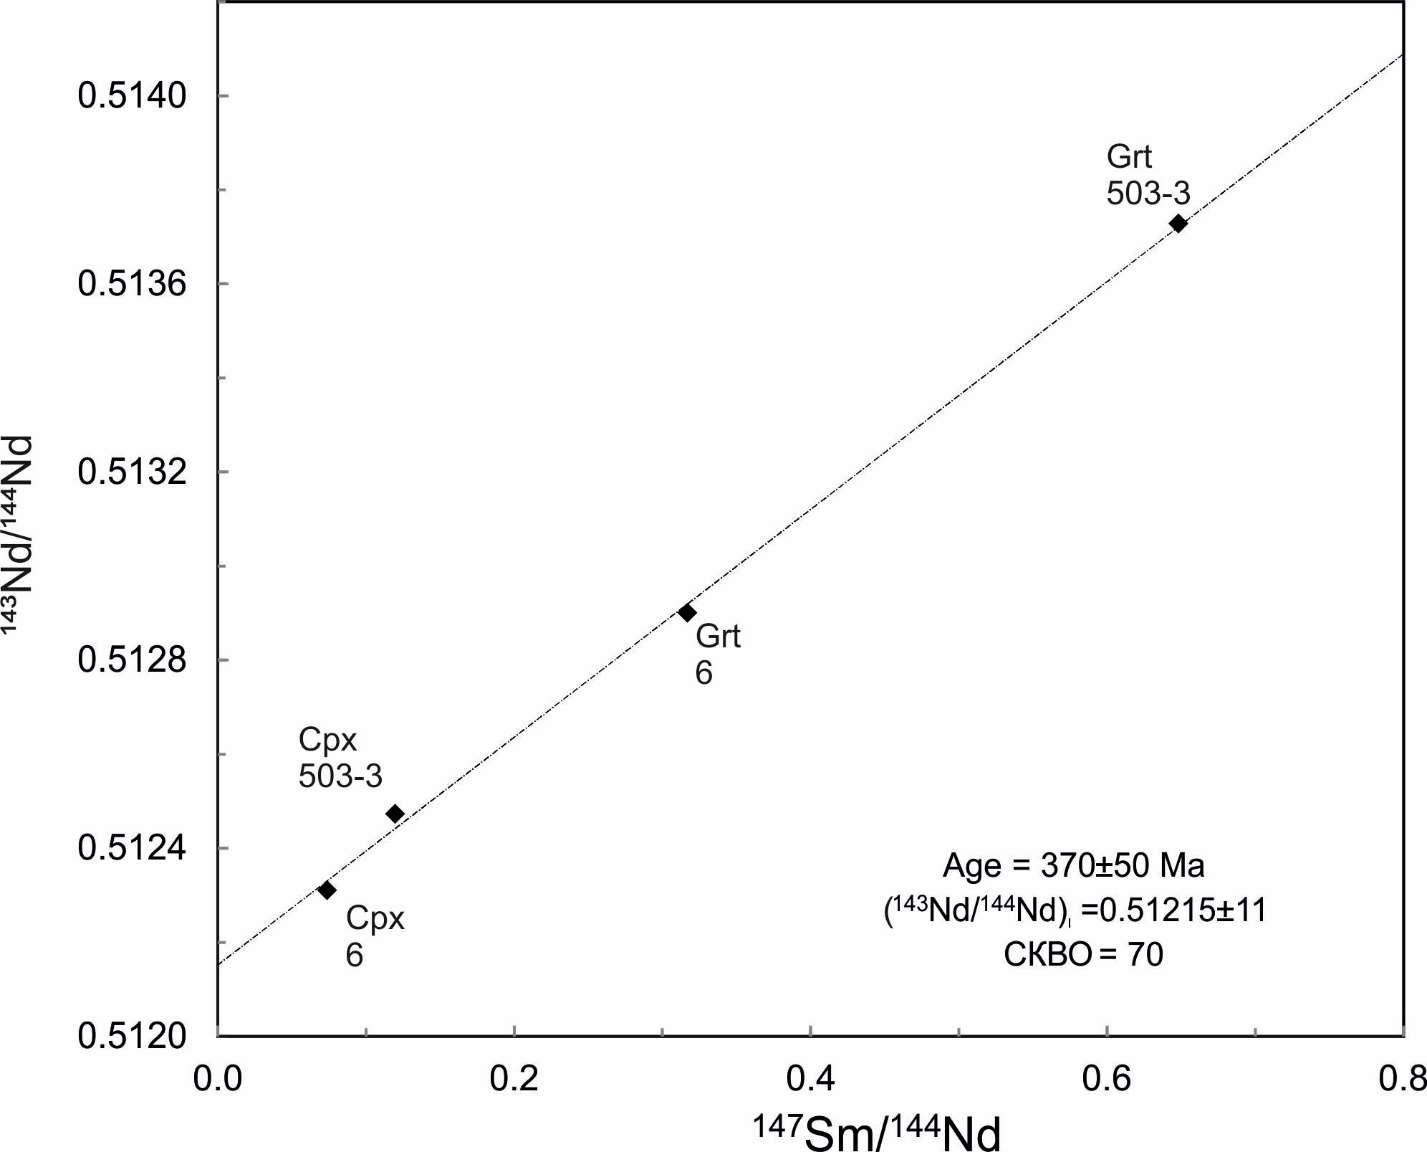 0.5140
0.5136
0.5132
0.5128
0.5124
0.5120
¹⁴³Nd/¹⁴⁴Nd
Grt
503-3
Grt
6
Cpx
503-3
Cpx
6
Age = 370±50 Ma
(¹⁴³Nd/¹⁴⁴Nd)ᵢ =0.51215±11
СКВО = 70
0.0 0.2 0.4 0.6 0.8
¹⁴⁷Sm/¹⁴⁴Nd